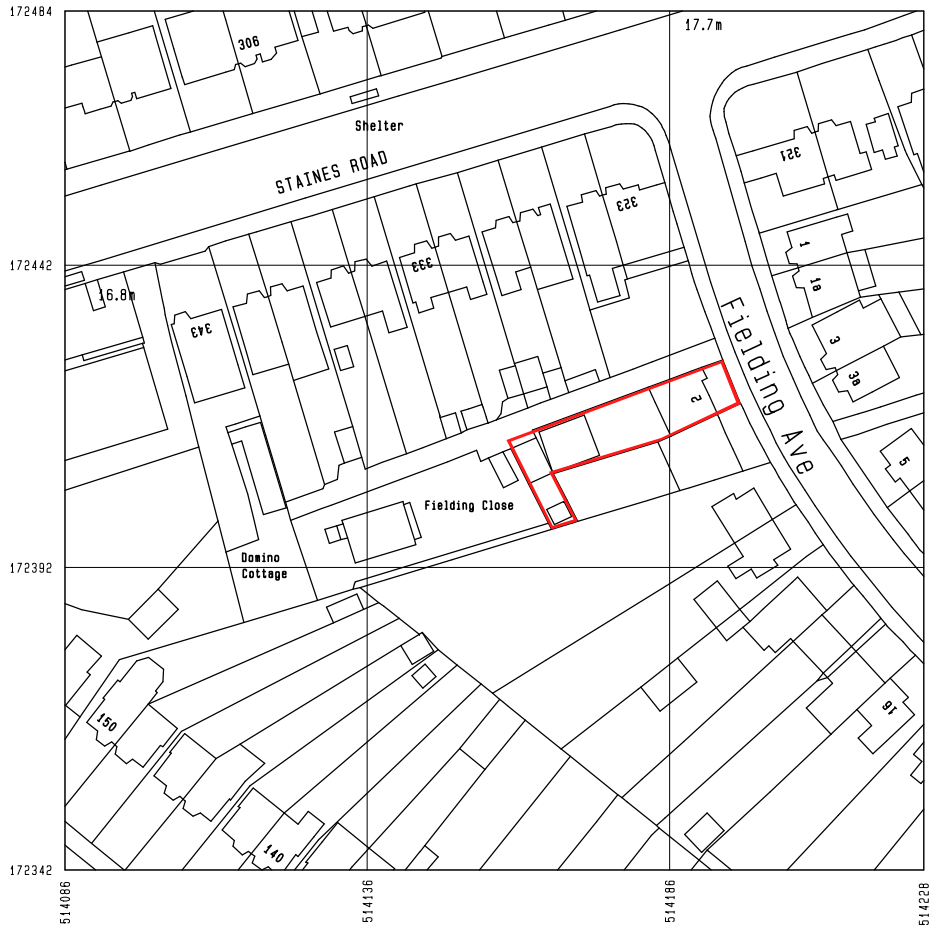 172484
17.7m
306
Shelter
STAINES ROAD
321
323
333
172442
16.8m
343
1
1a
3
3a
Fielding Ave
2
5
Fielding Close
Domino
Cottage
172392
150
16
140
172342
514086
514136
514186
514228